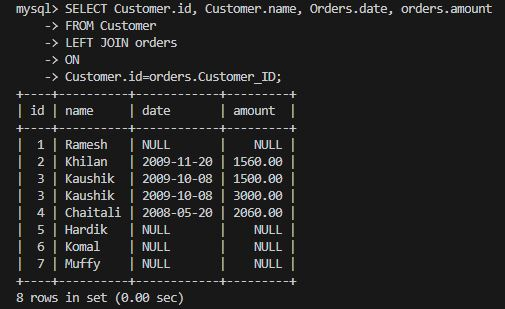 mysql> SELECT Customer.id, Customer.name, Orders.date, orders.amount
    -> FROM Customer
    -> LEFT JOIN orders
    -> ON
    -> Customer.id=orders.Customer_ID;
+----+----------+------------+---------+
| id | name     | date       | amount  |
+----+----------+------------+---------+
|  1 | Ramesh   | NULL       |    NULL |
|  2 | Khilan   | 2009-11-20 | 1560.00 |
|  3 | Kaushik  | 2009-10-08 | 1500.00 |
|  3 | Kaushik  | 2009-10-08 | 3000.00 |
|  4 | Chaitali | 2008-05-20 | 2060.00 |
|  5 | Hardik   | NULL       |    NULL |
|  6 | Komal    | NULL       |    NULL |
|  7 | Muffy    | NULL       |    NULL |
+----+----------+------------+---------+
8 rows in set (0.00 sec)